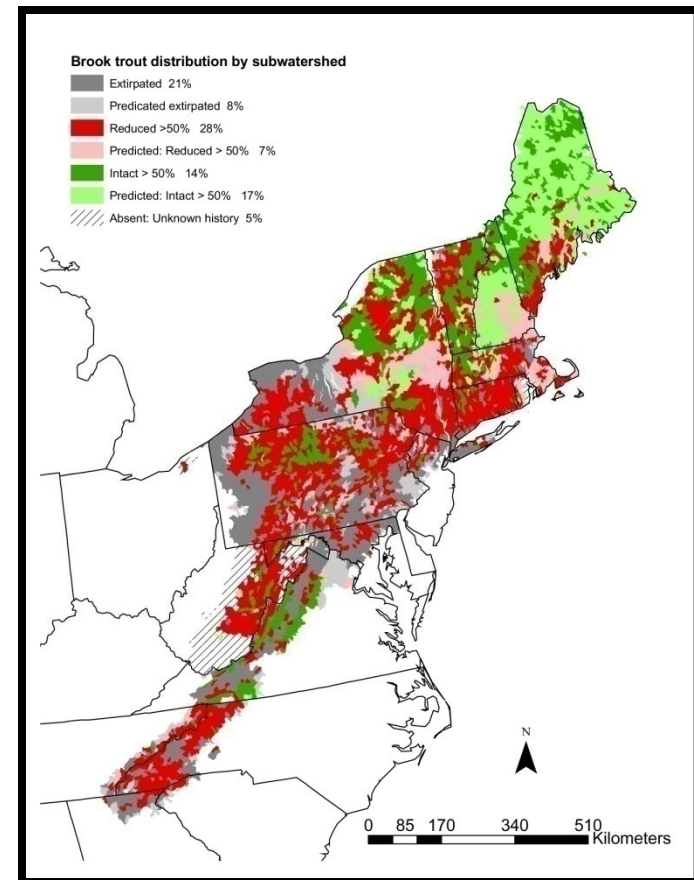 Brook trout distribution by subwatershed
Extirpated 21%
Predicated extirpated 8%
Reduced >50% 28%
Predicted: Reduced > 50% 7%
Intact > 50% 14%
Predicted: Intact > 50% 17%
Absent: Unknown history 5%
N
0 85 170 340 510
Kilometers